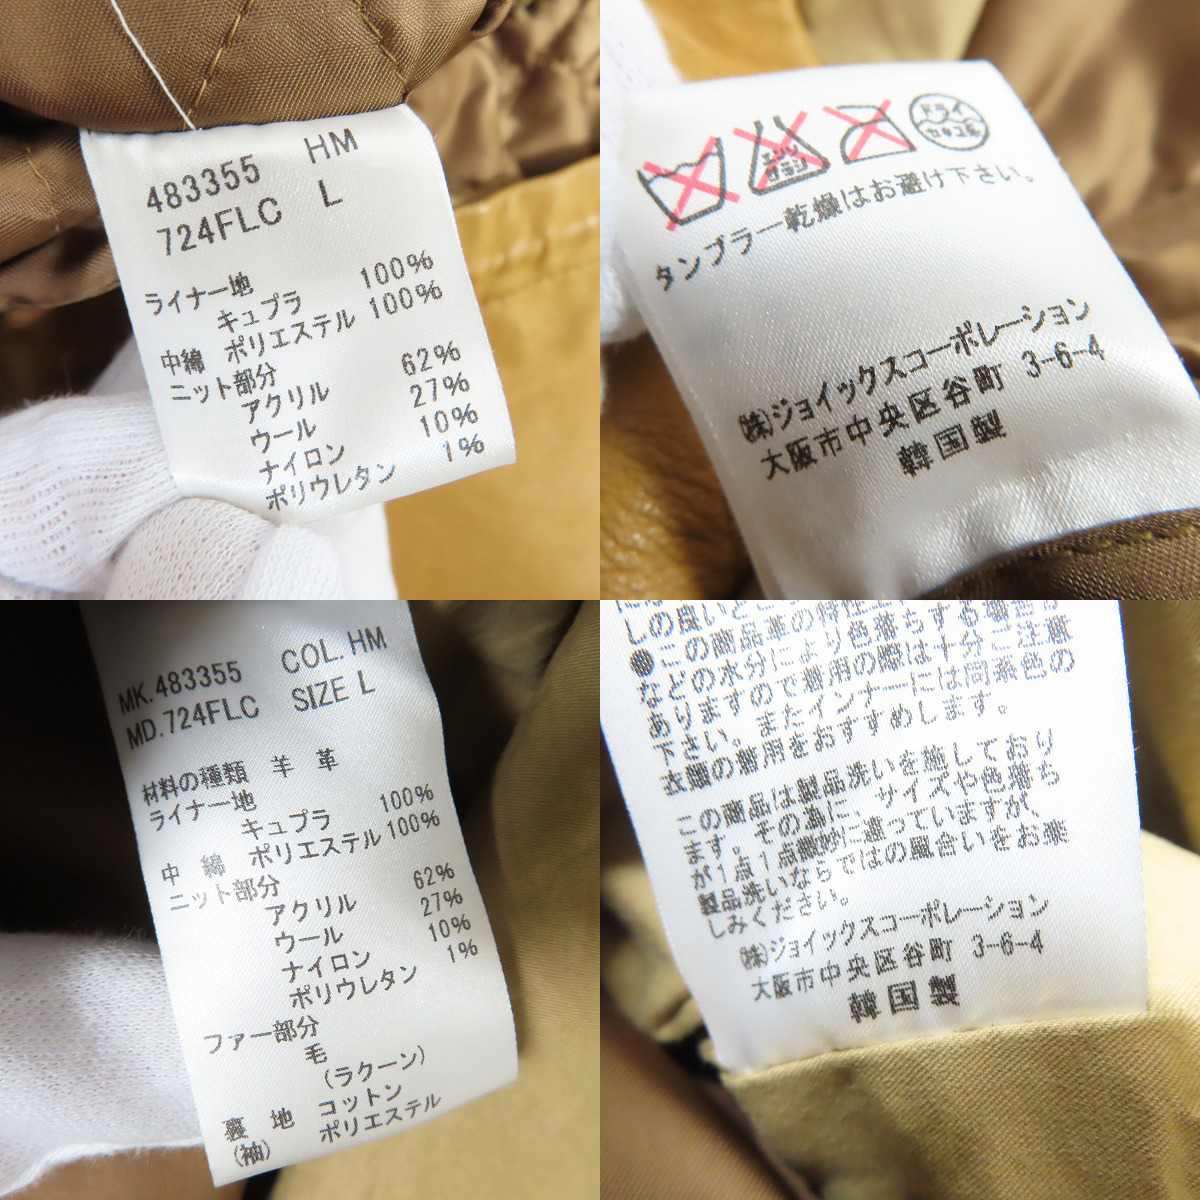 483355 HM
724FLC L
ライナー地
キュプラ 100%
中綿 ポリエステル 100%
ニット部分
アクリル 62%
ウール 27%
ナイロン 10%
ポリウレタン 1%
エンソ
サラシ
ドライ
セキユ系
タンブラー乾燥はお避け下さい。
㈱ジョイックスコーポレーション
大阪市中央区谷町 3-6-4
韓国製
MK.483355 COL.HM
MD.724FLC SIZE L
材料の種類 羊 革
ライナー地
キュプラ 100%
中 綿 ポリエステル 100%
ニット部分
アクリル 62%
ウール 27%
ナイロン 10%
ポリウレタン 1%
ファー部分
毛
(ラクーン)
裏 地 コットン
(袖) ポリエステル
しの良いと
●この商品革の特性上
などの水分により色落ちする場合が
ありますので着用の際は十分ご注意
下さい。またインナーには同系色の
衣類の着用をおすすめします。
この商品は製品洗いを施しており
ます。その為に、サイズや色落ち
が1点1点微妙に違っていますが、
製品洗いならではの風合いをお楽
しみください。
㈱ジョイックスコーポレーション
大阪市中央区谷町 3-6-4
韓国製